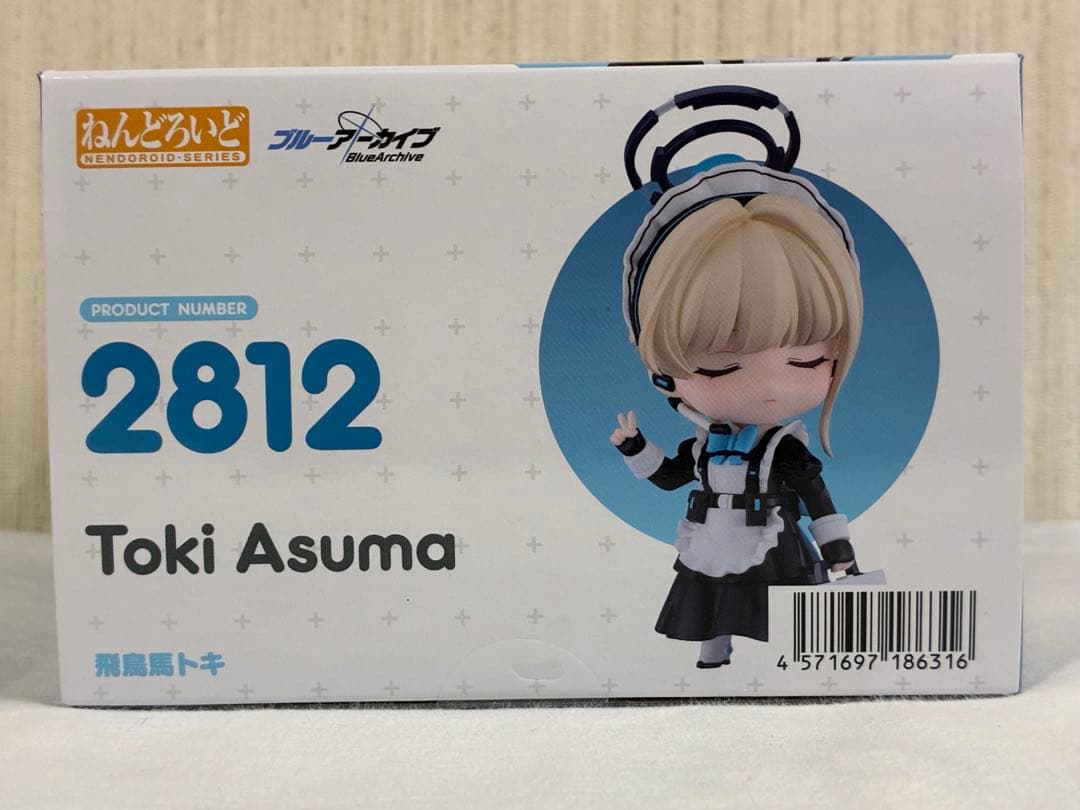 ねんどろいど
NENDOROID-SERIES
ブルーアーカイブ
BlueArchive
PRODUCT NUMBER
2812
Toki Asuma
飛鳥馬トキ
4 571697 186316